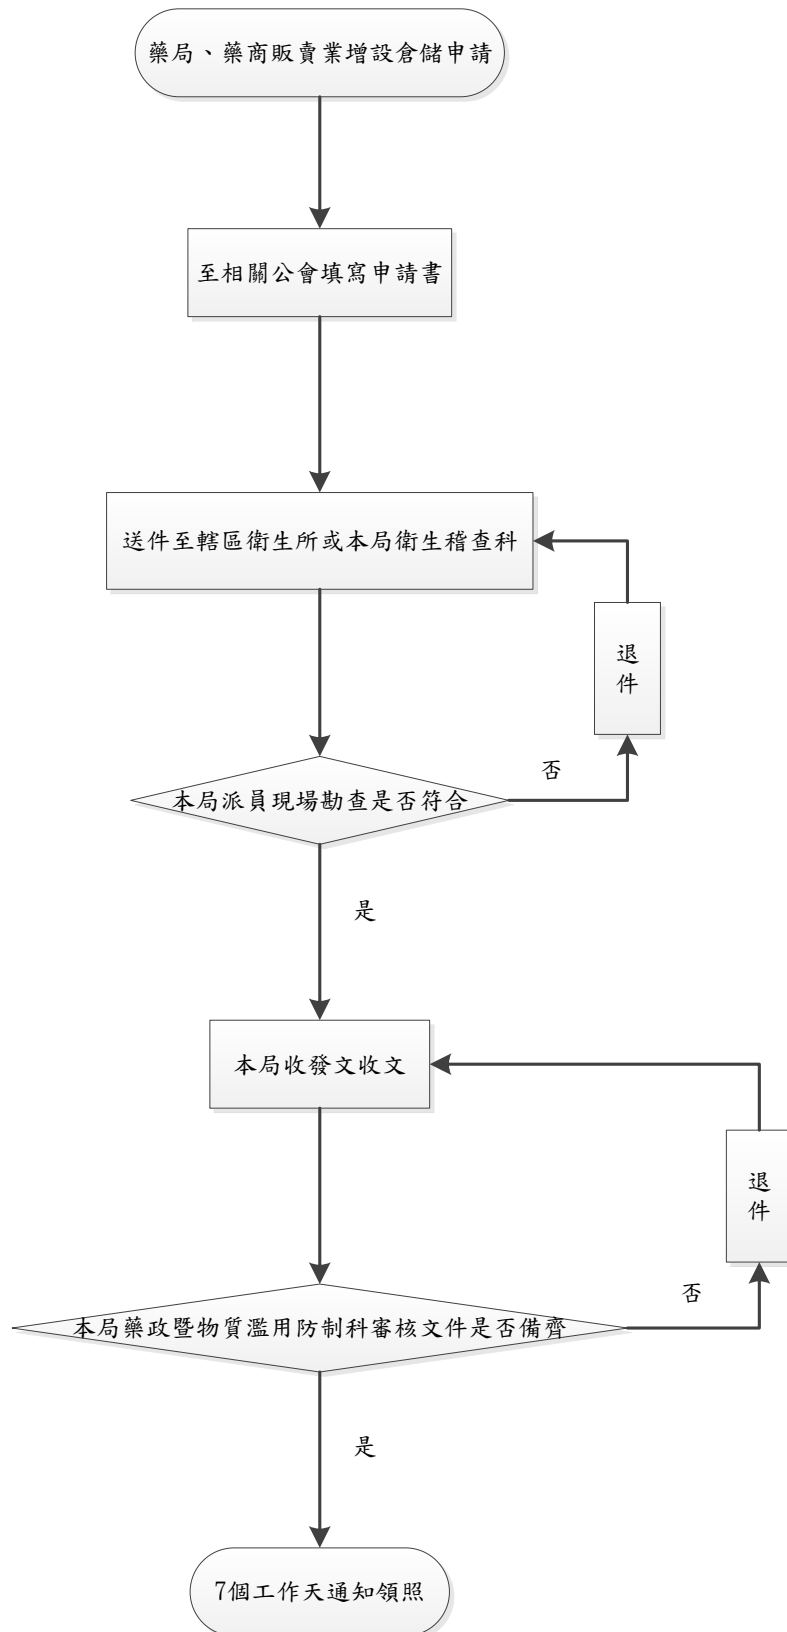 藥局、藥商販賣業增設倉儲申請
至相關公會填寫申請書
送件至轄區衛生所或本局衛生稽查科
退
件
否
本局派員現場勘查是否符合
是
本局收發文收文
退
件
否
本局藥政暨物質濫用防制科審核文件是否備齊
是
7個工作天通知領照